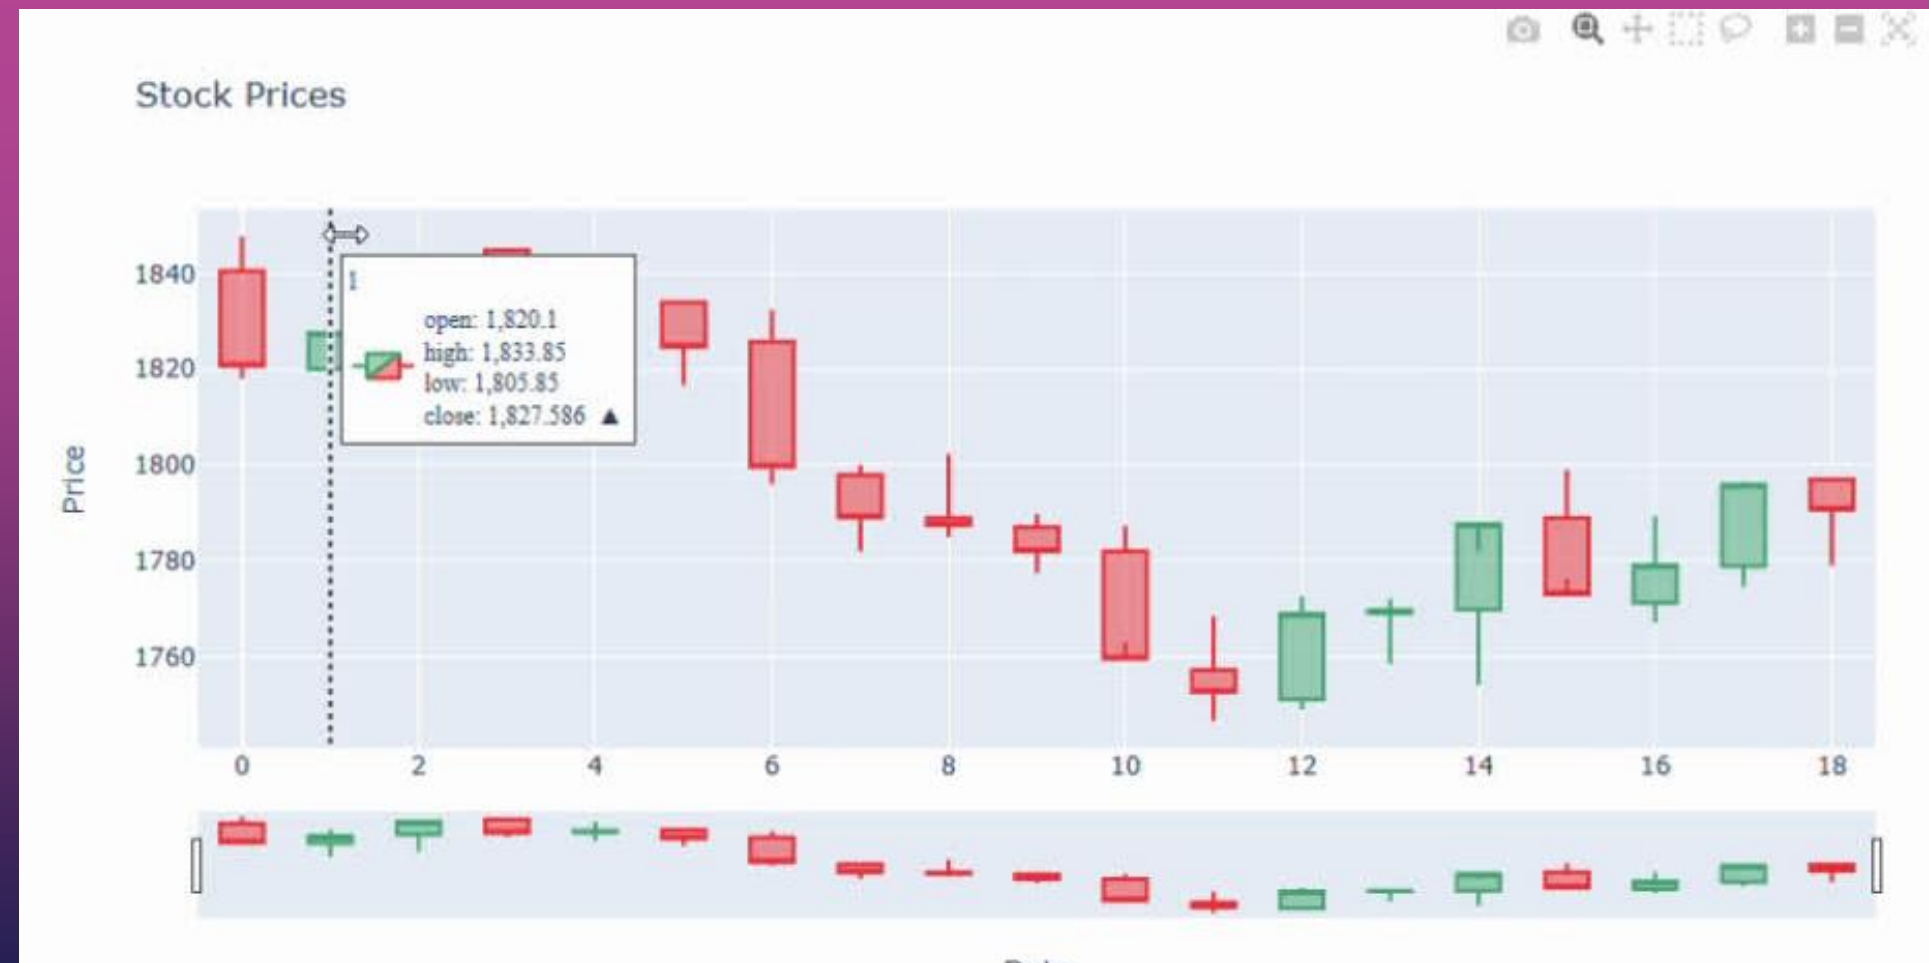 Stock Prices
1
open: 1,820.1
high: 1,833.85
low: 1,805.85
close: 1,827.586 ▲
Price
1840
1820
1800
1780
1760
0 2 4 6 8 10 12 14 16 18